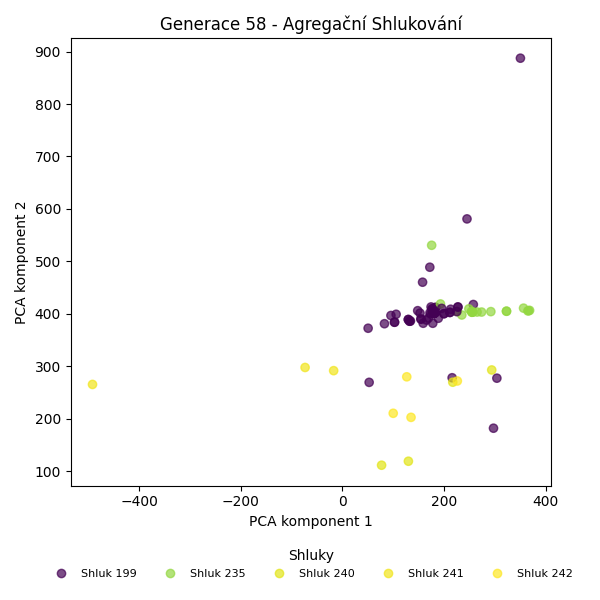 Generace 58 - Agregační Shlukování
PCA komponent 2
900
800
700
600
500
400
300
200
100
−400 −200 0 200 400
PCA komponent 1
Shluky
Shluk 199 Shluk 235 Shluk 240 Shluk 241 Shluk 242